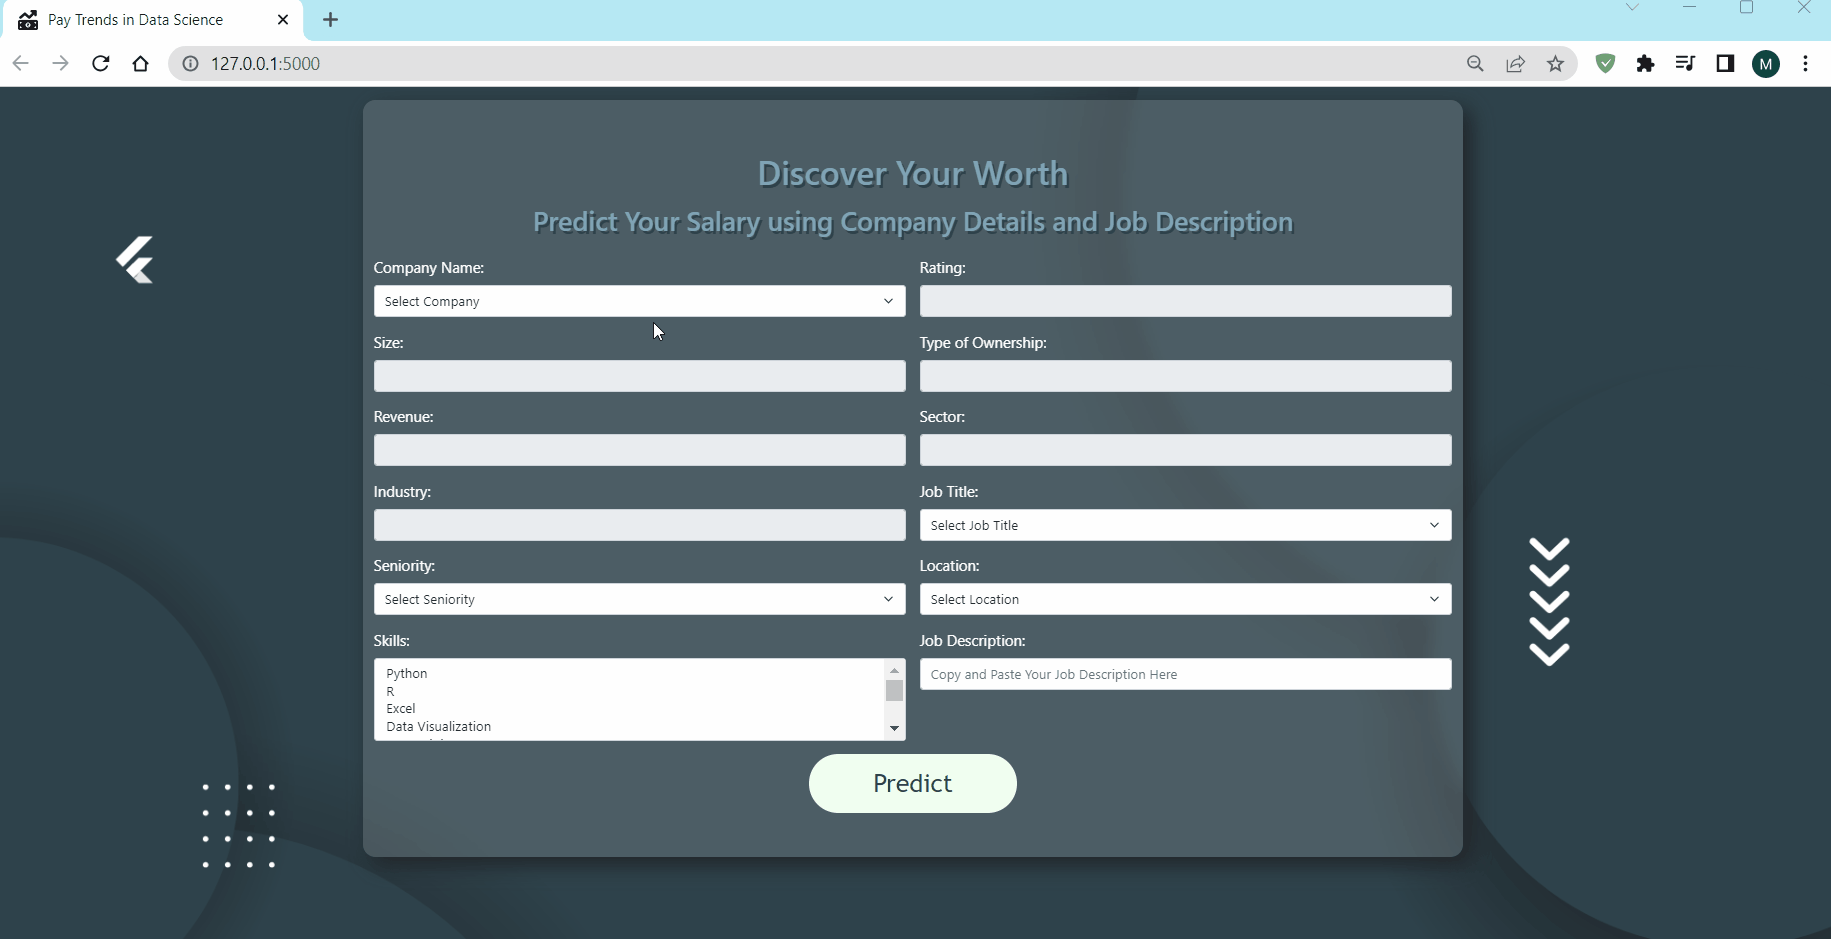 Pay Trends in Data Science
127.0.0.1:5000
M
Discover Your Worth
Predict Your Salary using Company Details and Job Description
Company Name:
Rating:
Select Company
Size:
Type of Ownership:
Revenue:
Sector:
Industry:
Job Title:
Select Job Title
Seniority:
Location:
Select Seniority
Select Location
Skills:
Job Description:
Python
Copy and Paste Your Job Description Here
R
Excel
Data Visualization
Predict